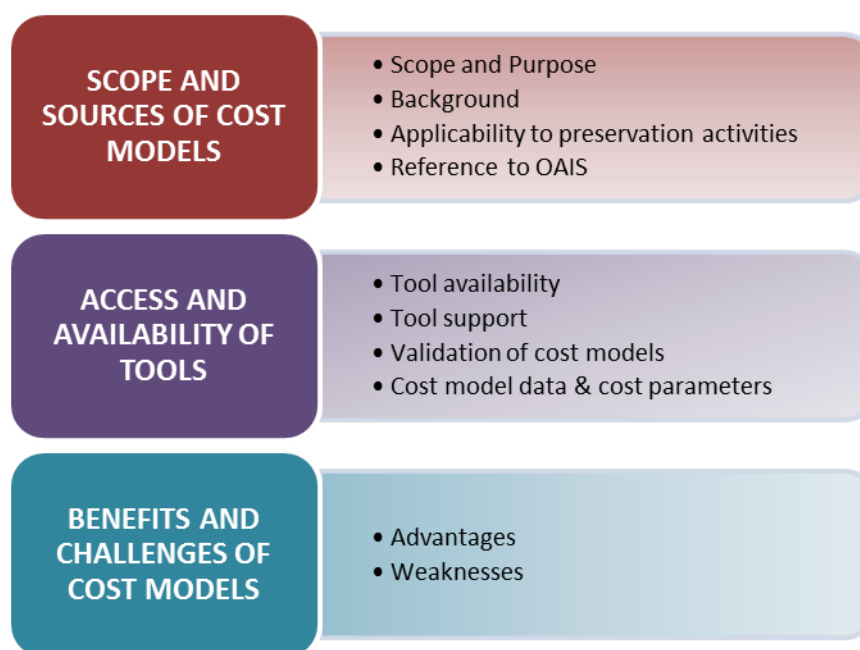 SCOPE AND
SOURCES OF COST
MODELS
• Scope and Purpose
• Background
• Applicability to preservation activities
• Reference to OAIS
ACCESS AND
AVAILABILITY OF
TOOLS
• Tool availability
• Tool support
• Validation of cost models
• Cost model data & cost parameters
BENEFITS AND
CHALLENGES OF
COST MODELS
• Advantages
• Weaknesses